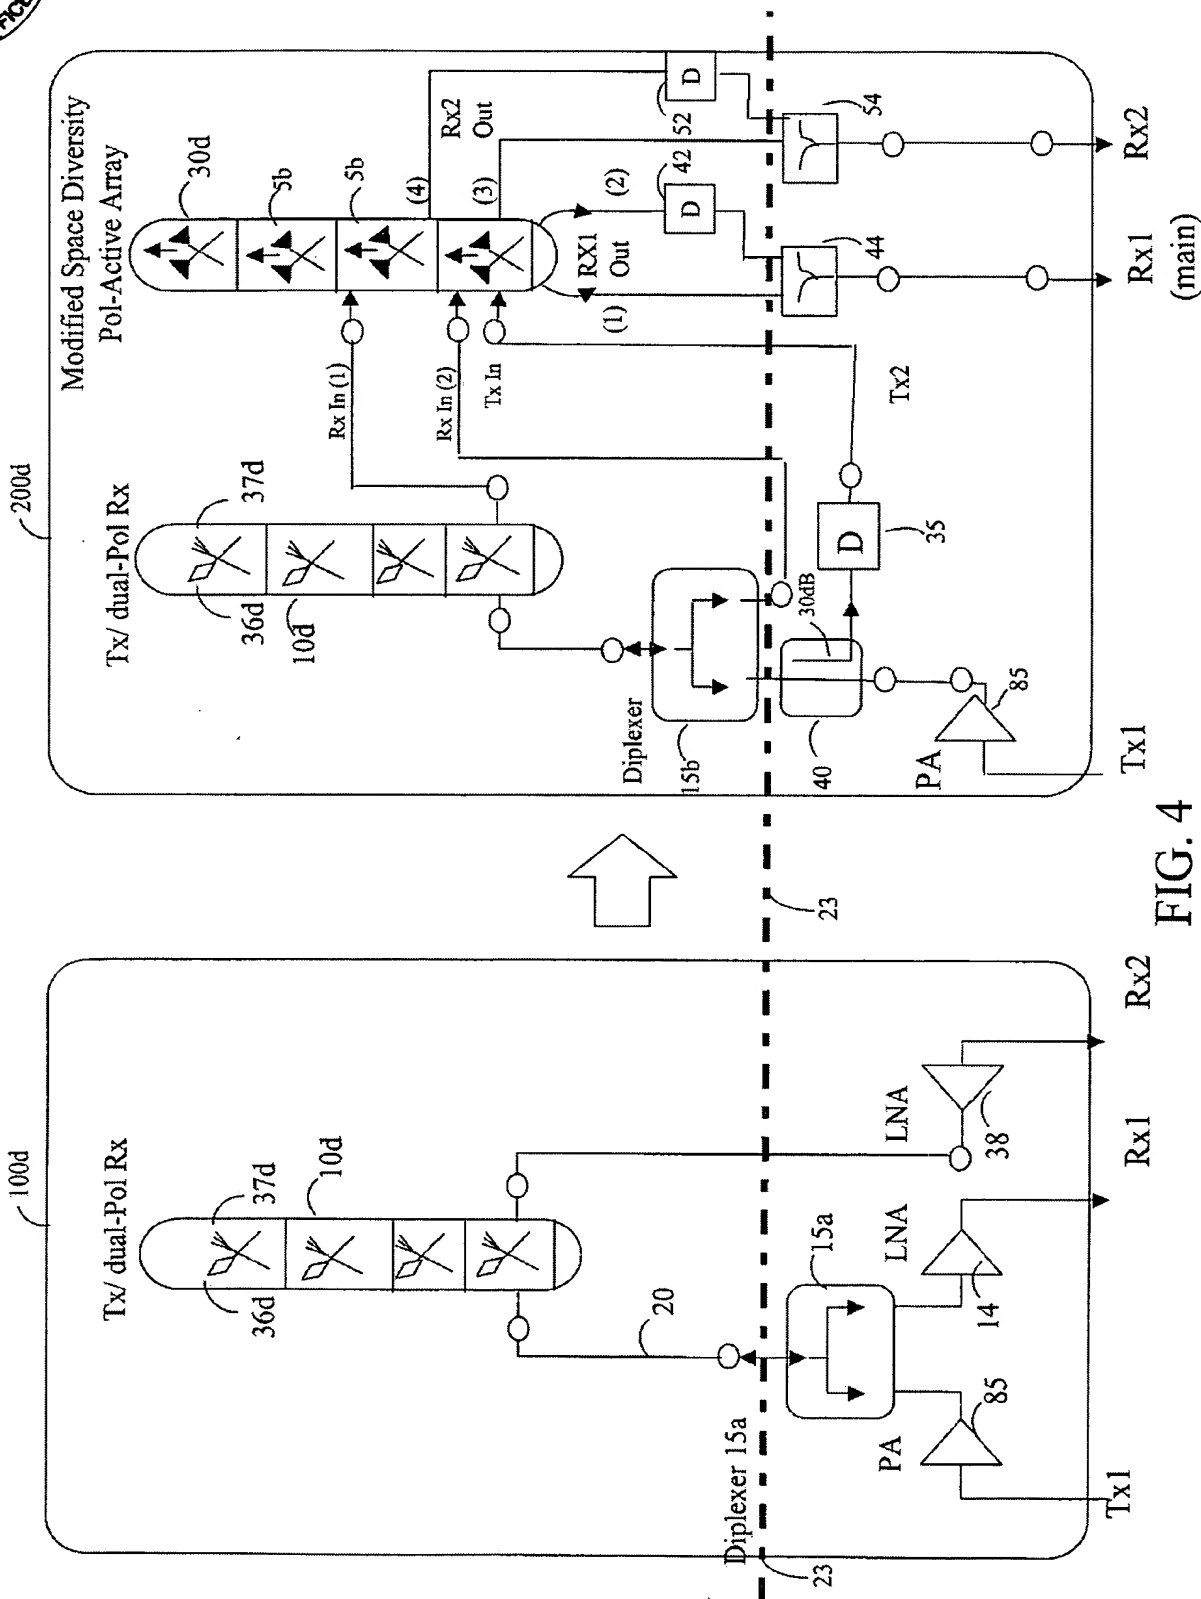 100d
Tx/ dual-Pol Rx
36d
37d
10d
20
Diplexer 15a
23
15a
PA
85
LNA
14
LNA
38
Tx1
Rx1
Rx2
200d
Tx/ dual-Pol Rx
36d
37d
10d
Modified Space Diversity
Pol-Active Array
30d
5b
5b
Rx In (1)
Rx In (2)
Tx In
(4)
(3)
Rx2
Out
RX1
Out
(1)
(2)
D
42
D
52
44
54
Diplexer
15b
30dB
40
D
35
Tx2
PA
85
23
Tx1
Rx1
(main)
Rx2
FIG. 4